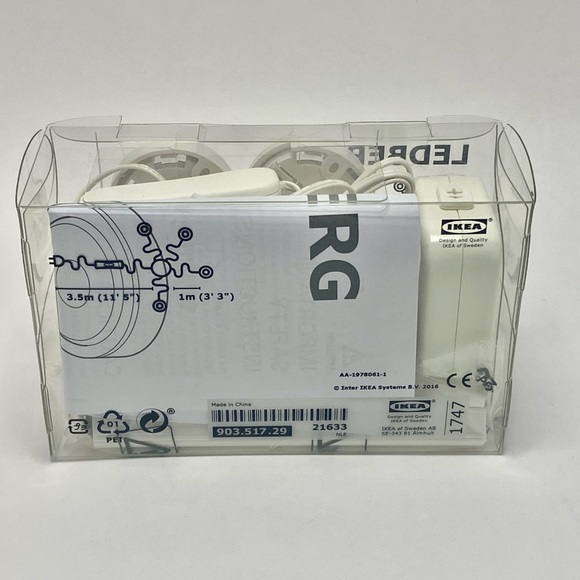 LEDBER
ERG
IKEA
Design and Quality
IKEA of Sweden
3.5m (11' 5")
1m (3' 3")
AA-1978061-1
© Inter IKEA Systems B.V. 2016
CE
Made in China
903.517.29
21633
NLE
IKEA
Design and Quality
IKEA of Sweden
IKEA of Sweden AB
SE-343 81 Älmhult
1747
01
PET